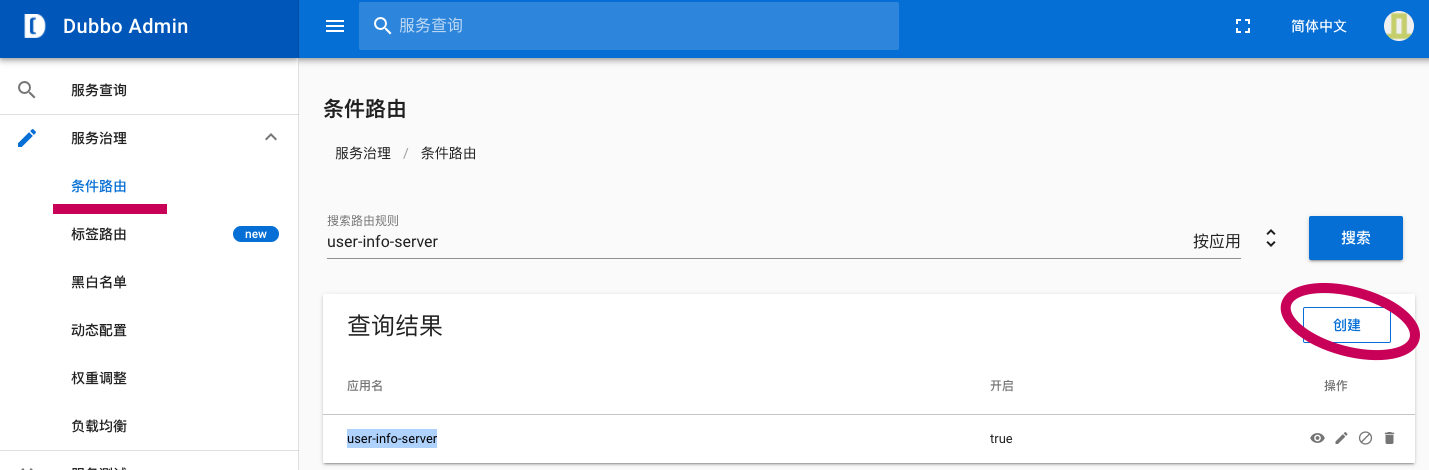 Dubbo Admin
服务查询
简体中文
服务查询
服务治理
条件路由
标签路由
new
黑白名单
动态配置
权重调整
负载均衡
条件路由
服务治理 / 条件路由
搜索路由规则
user-info-server
按应用
搜索
查询结果
创建
应用名 开启 操作
user-info-server true